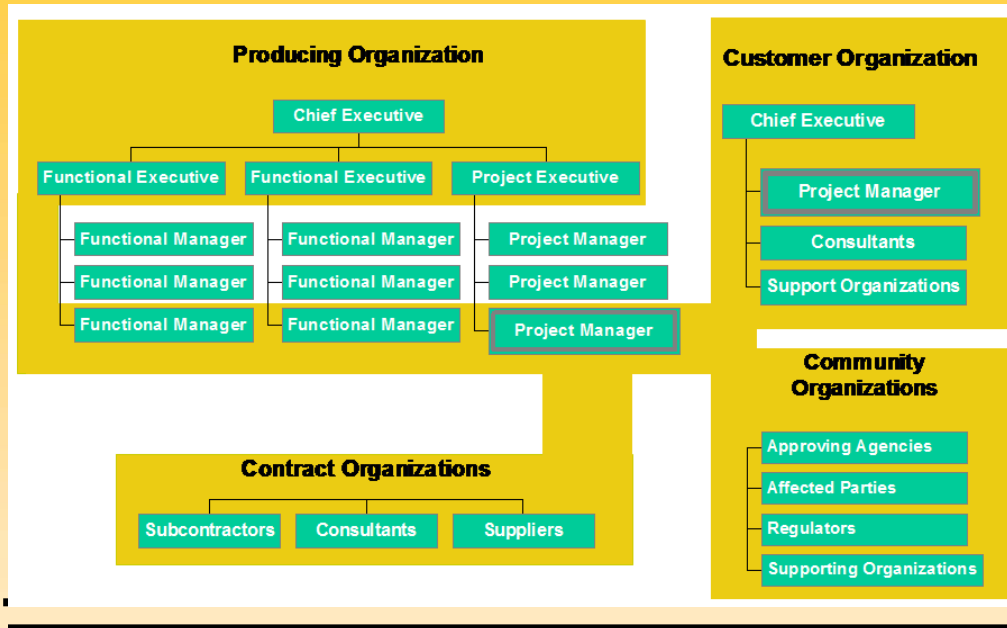 Producing Organization
Chief Executive
Functional Executive
Functional Executive
Project Executive
Functional Manager
Functional Manager
Project Manager
Functional Manager
Functional Manager
Project Manager
Functional Manager
Functional Manager
Project Manager
Customer Organization
Chief Executive
Project Manager
Consultants
Support Organizations
Contract Organizations
Subcontractors
Consultants
Suppliers
Community
Organizations
Approving Agencies
Affected Parties
Regulators
Supporting Organizations